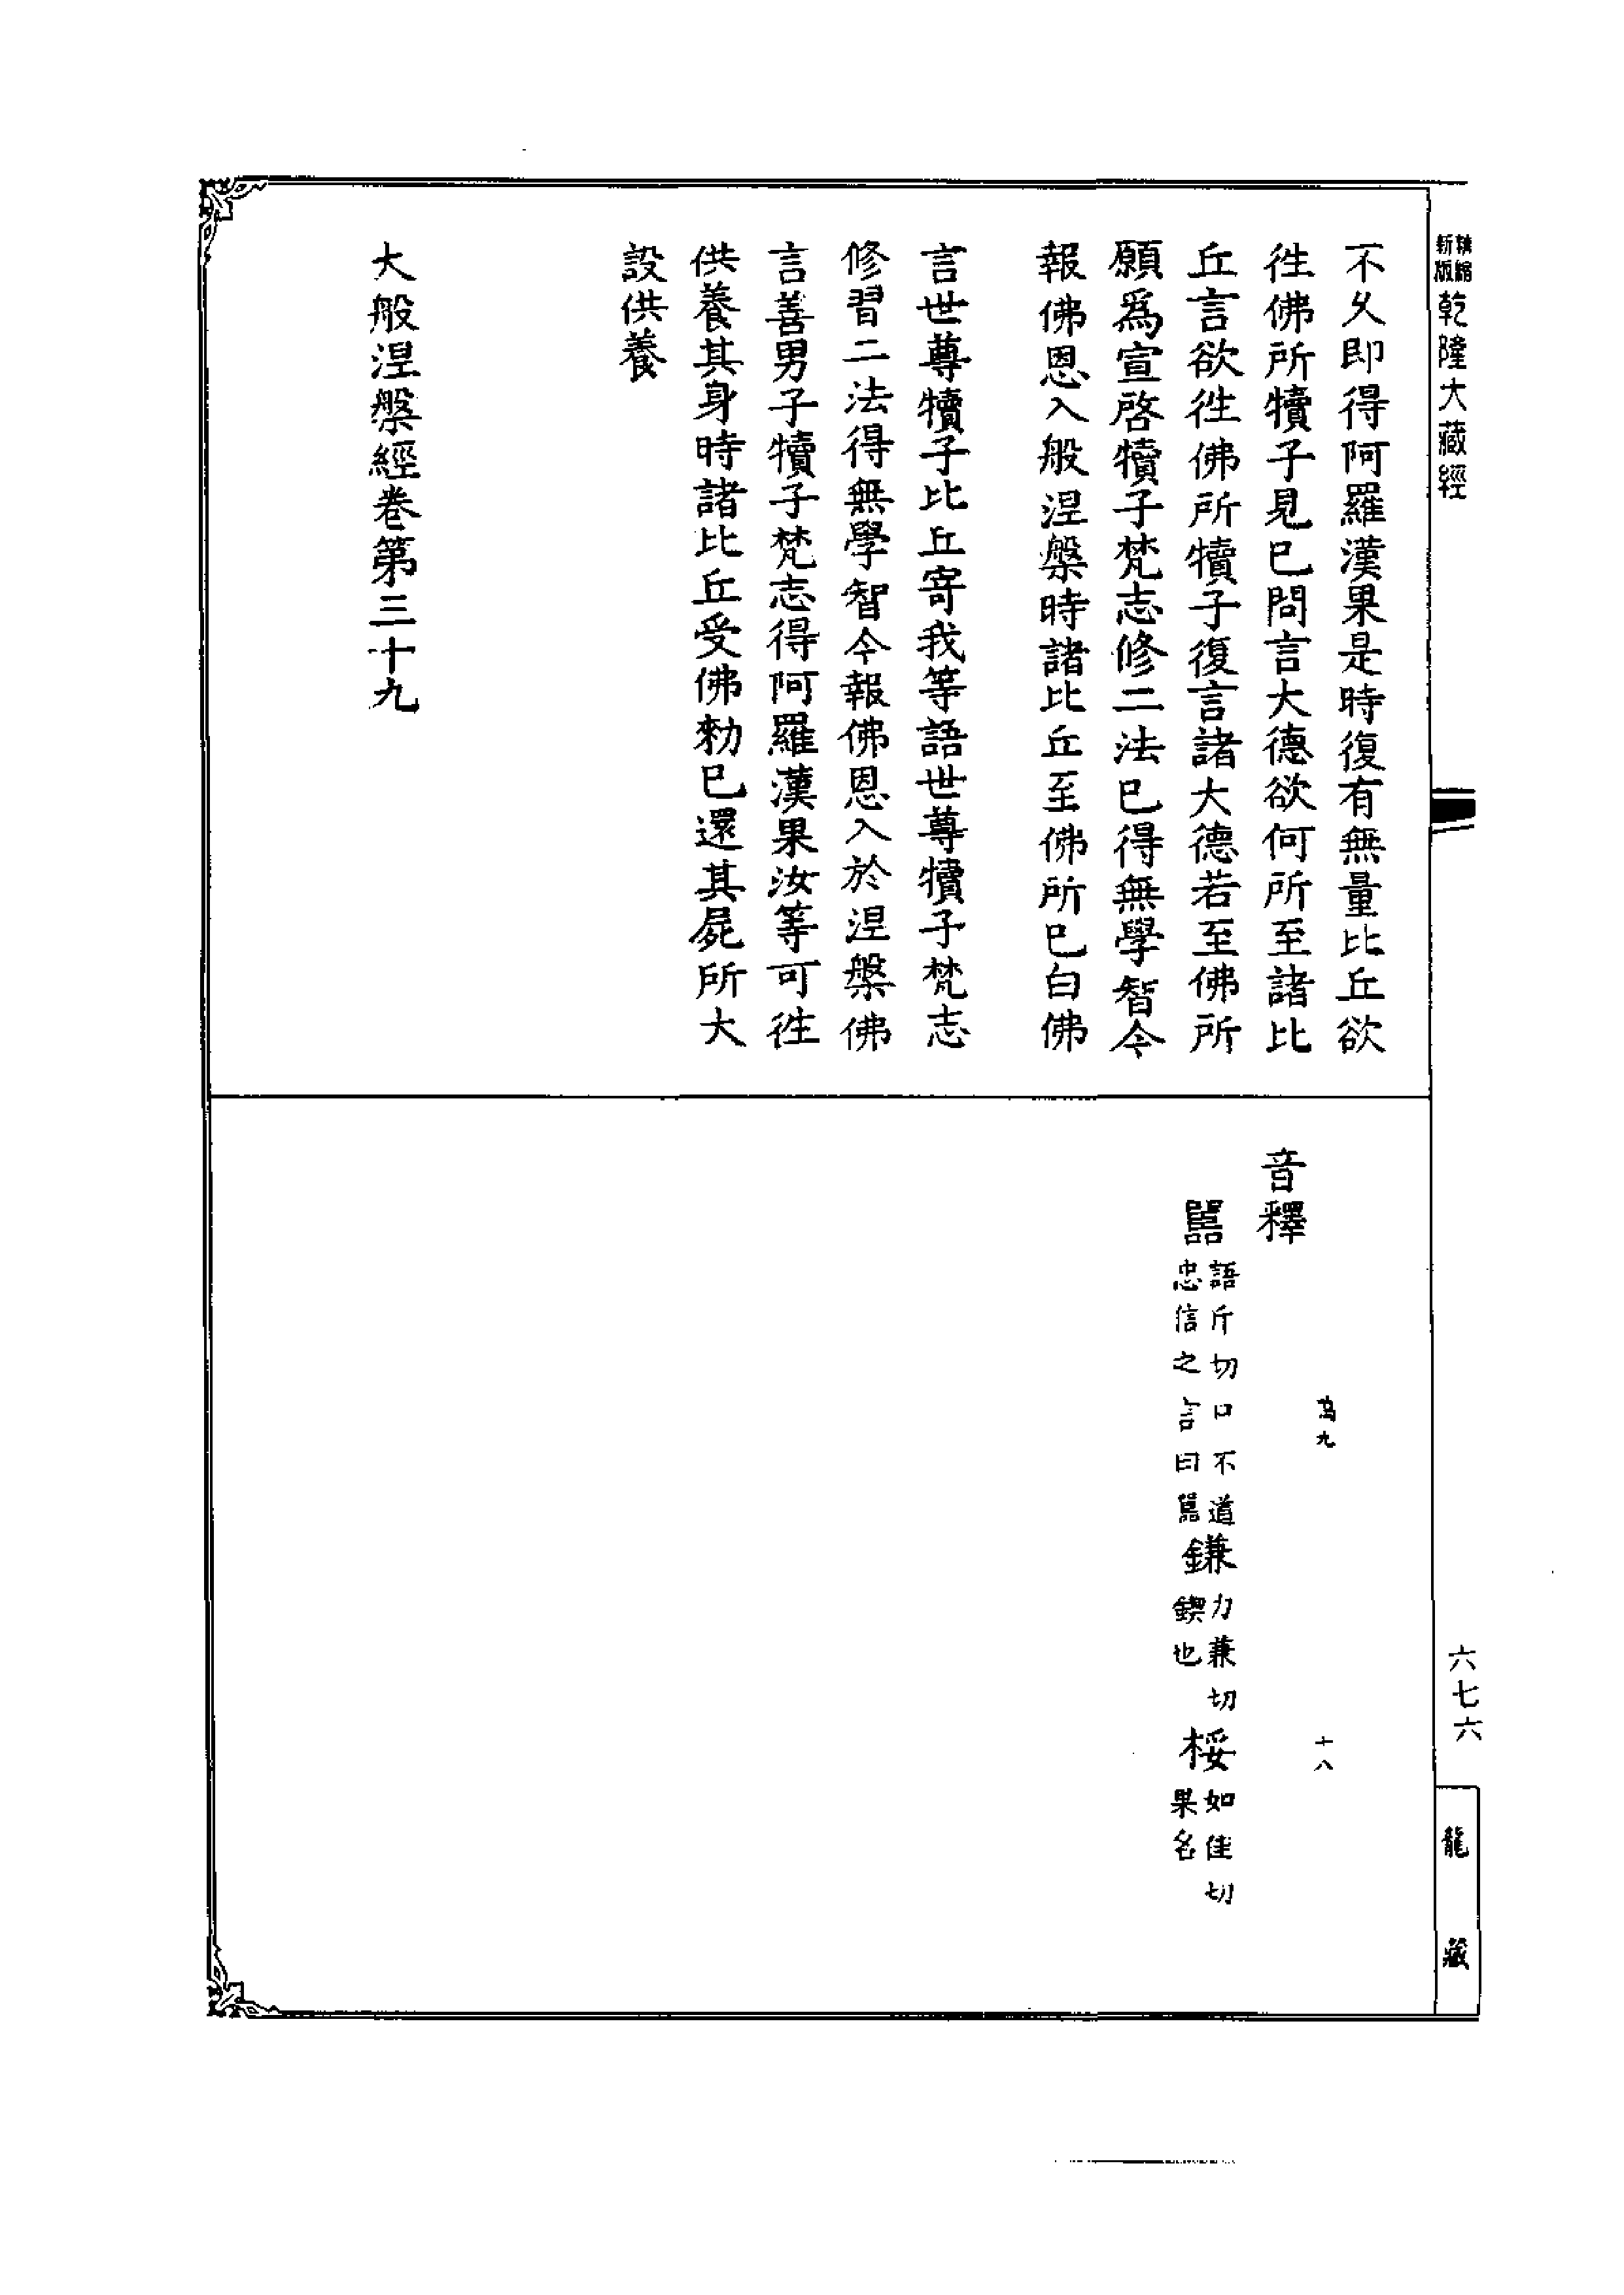 新版
乾隆大藏經
不久即得阿羅漢果是時復有無量比丘欲
往佛所犢子見已問言大德欲何所至諸比
丘言欲往佛所犢子復言諸大德若至佛所
願為宣啓犢子梵志修二法已得無學智今
報佛恩入般涅槃時諸比丘至佛所已白佛
言世尊犢子比丘寄我等語世尊犢子梵志
修習二法得無學智今報佛恩入於涅槃佛
言善男子犢子梵志得阿羅漢果汝等可往
供養其身時諸比丘受佛勑已還其屍所大
設供養
大般涅槃經卷第三十九
十八
音釋
嚚語斤切口不道忠信之言曰嚚鎌力兼切鍥也桵如佳切果名
六七六
龍藏